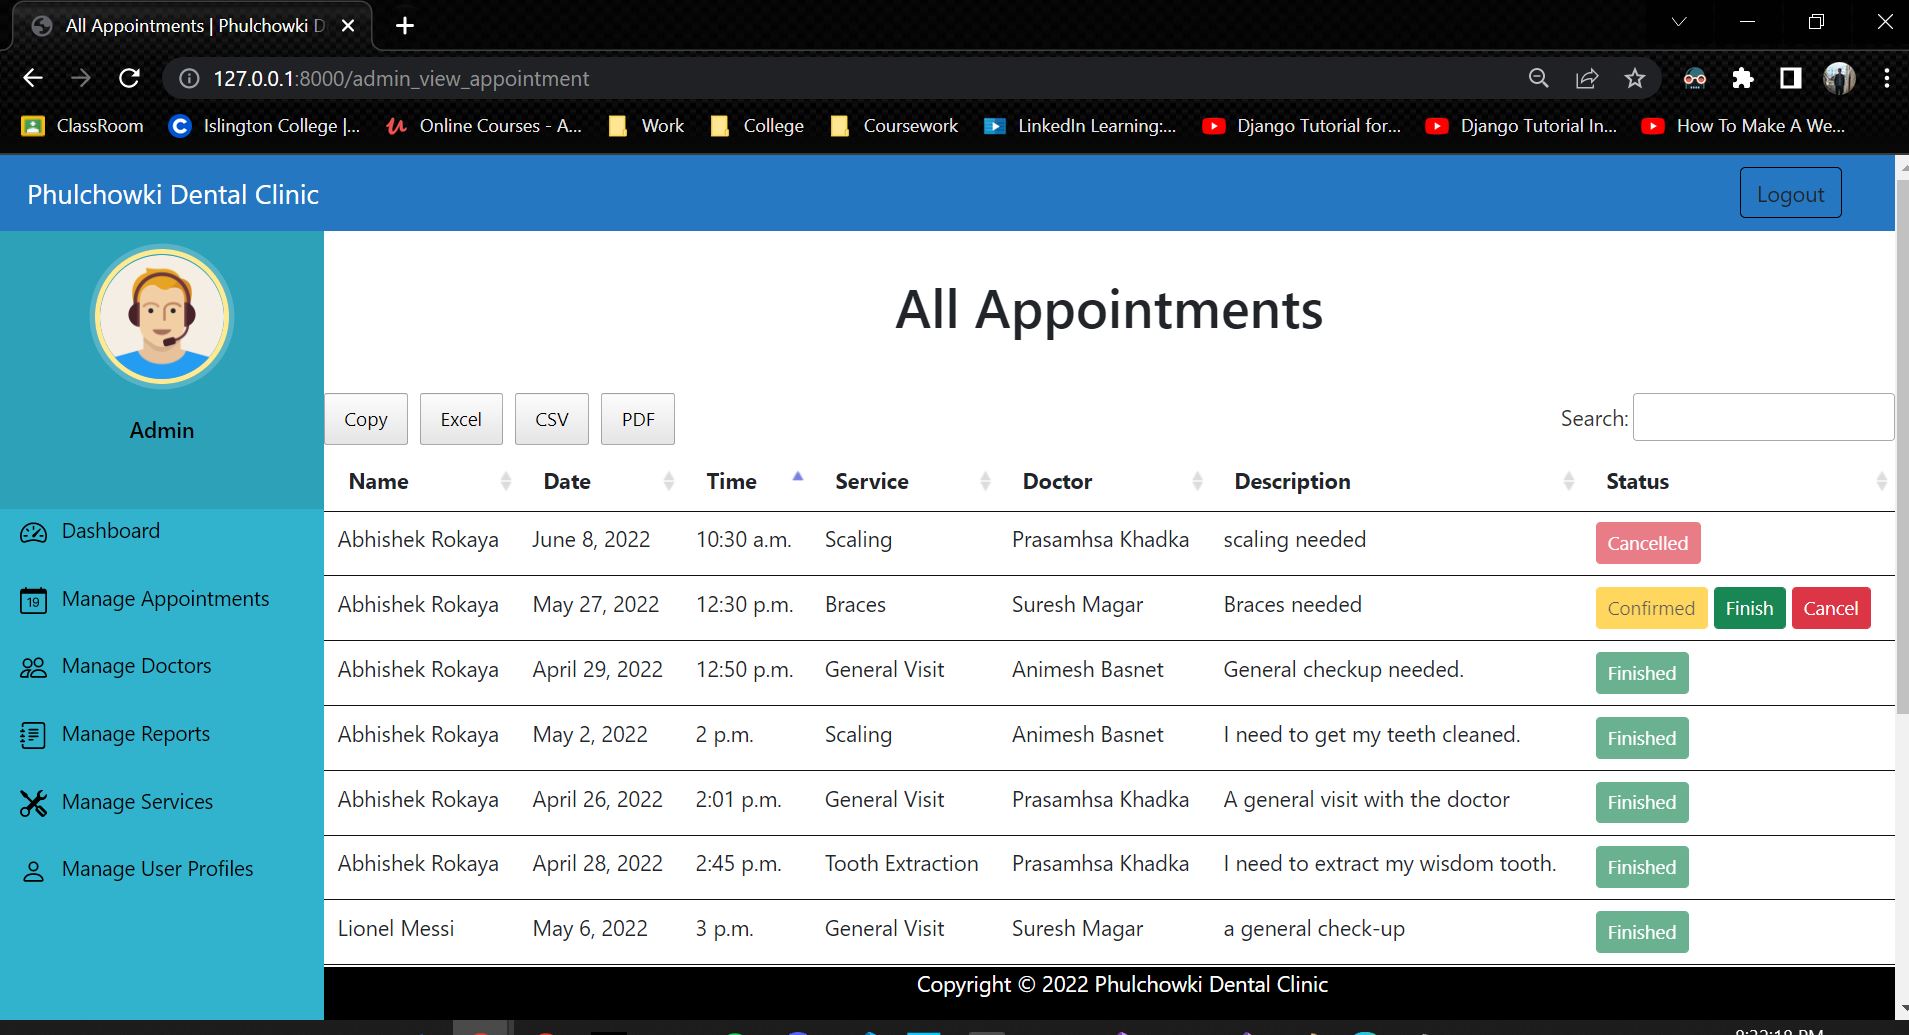 All Appointments | Phulchowki D
127.0.0.1:8000/admin_view_appointment
ClassRoom Islington College |... Online Courses - A... Work College Coursework LinkedIn Learning:... Django Tutorial for... Django Tutorial In... How To Make A We...
Phulchowki Dental Clinic Logout
Admin
Dashboard
19 Manage Appointments
Manage Doctors
Manage Reports
Manage Services
Manage User Profiles
All Appointments
Copy Excel CSV PDF Search:
Name Date Time Service Doctor Description Status
Abhishek Rokaya June 8, 2022 10:30 a.m. Scaling Prasamhsa Khadka scaling needed Cancelled
Abhishek Rokaya May 27, 2022 12:30 p.m. Braces Suresh Magar Braces needed Confirmed Finish Cancel
Abhishek Rokaya April 29, 2022 12:50 p.m. General Visit Animesh Basnet General checkup needed. Finished
Abhishek Rokaya May 2, 2022 2 p.m. Scaling Animesh Basnet I need to get my teeth cleaned. Finished
Abhishek Rokaya April 26, 2022 2:01 p.m. General Visit Prasamhsa Khadka A general visit with the doctor Finished
Abhishek Rokaya April 28, 2022 2:45 p.m. Tooth Extraction Prasamhsa Khadka I need to extract my wisdom tooth. Finished
Lionel Messi May 6, 2022 3 p.m. General Visit Suresh Magar a general check-up Finished
Copyright © 2022 Phulchowki Dental Clinic